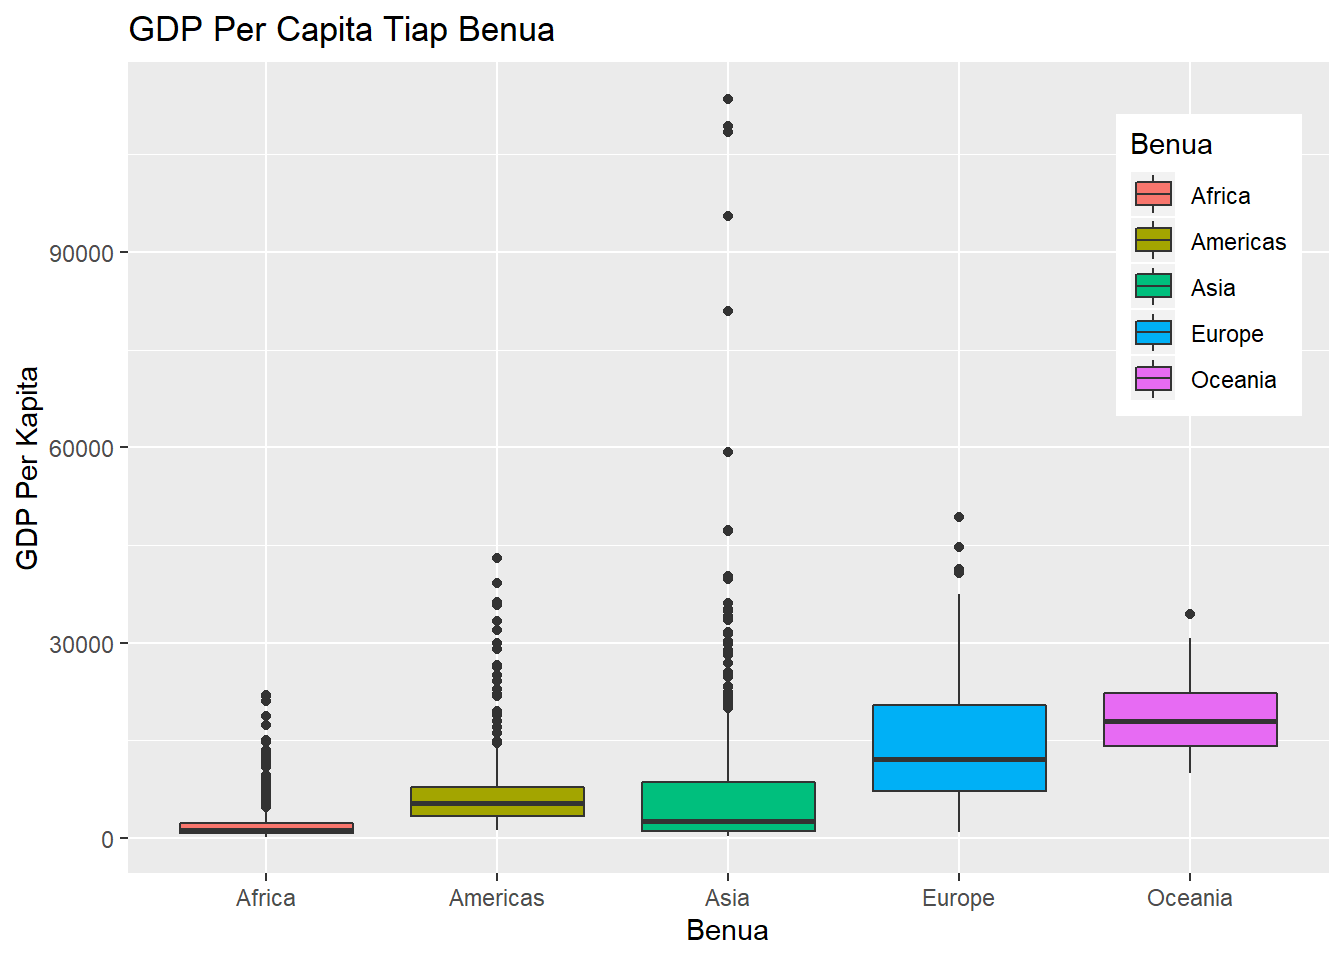 GDP Per Capita Tiap Benua
GDP Per Kapita
90000
60000
30000
0
Benua
Africa
Americas
Asia
Europe
Oceania
Africa
Americas
Asia
Europe
Oceania
Benua